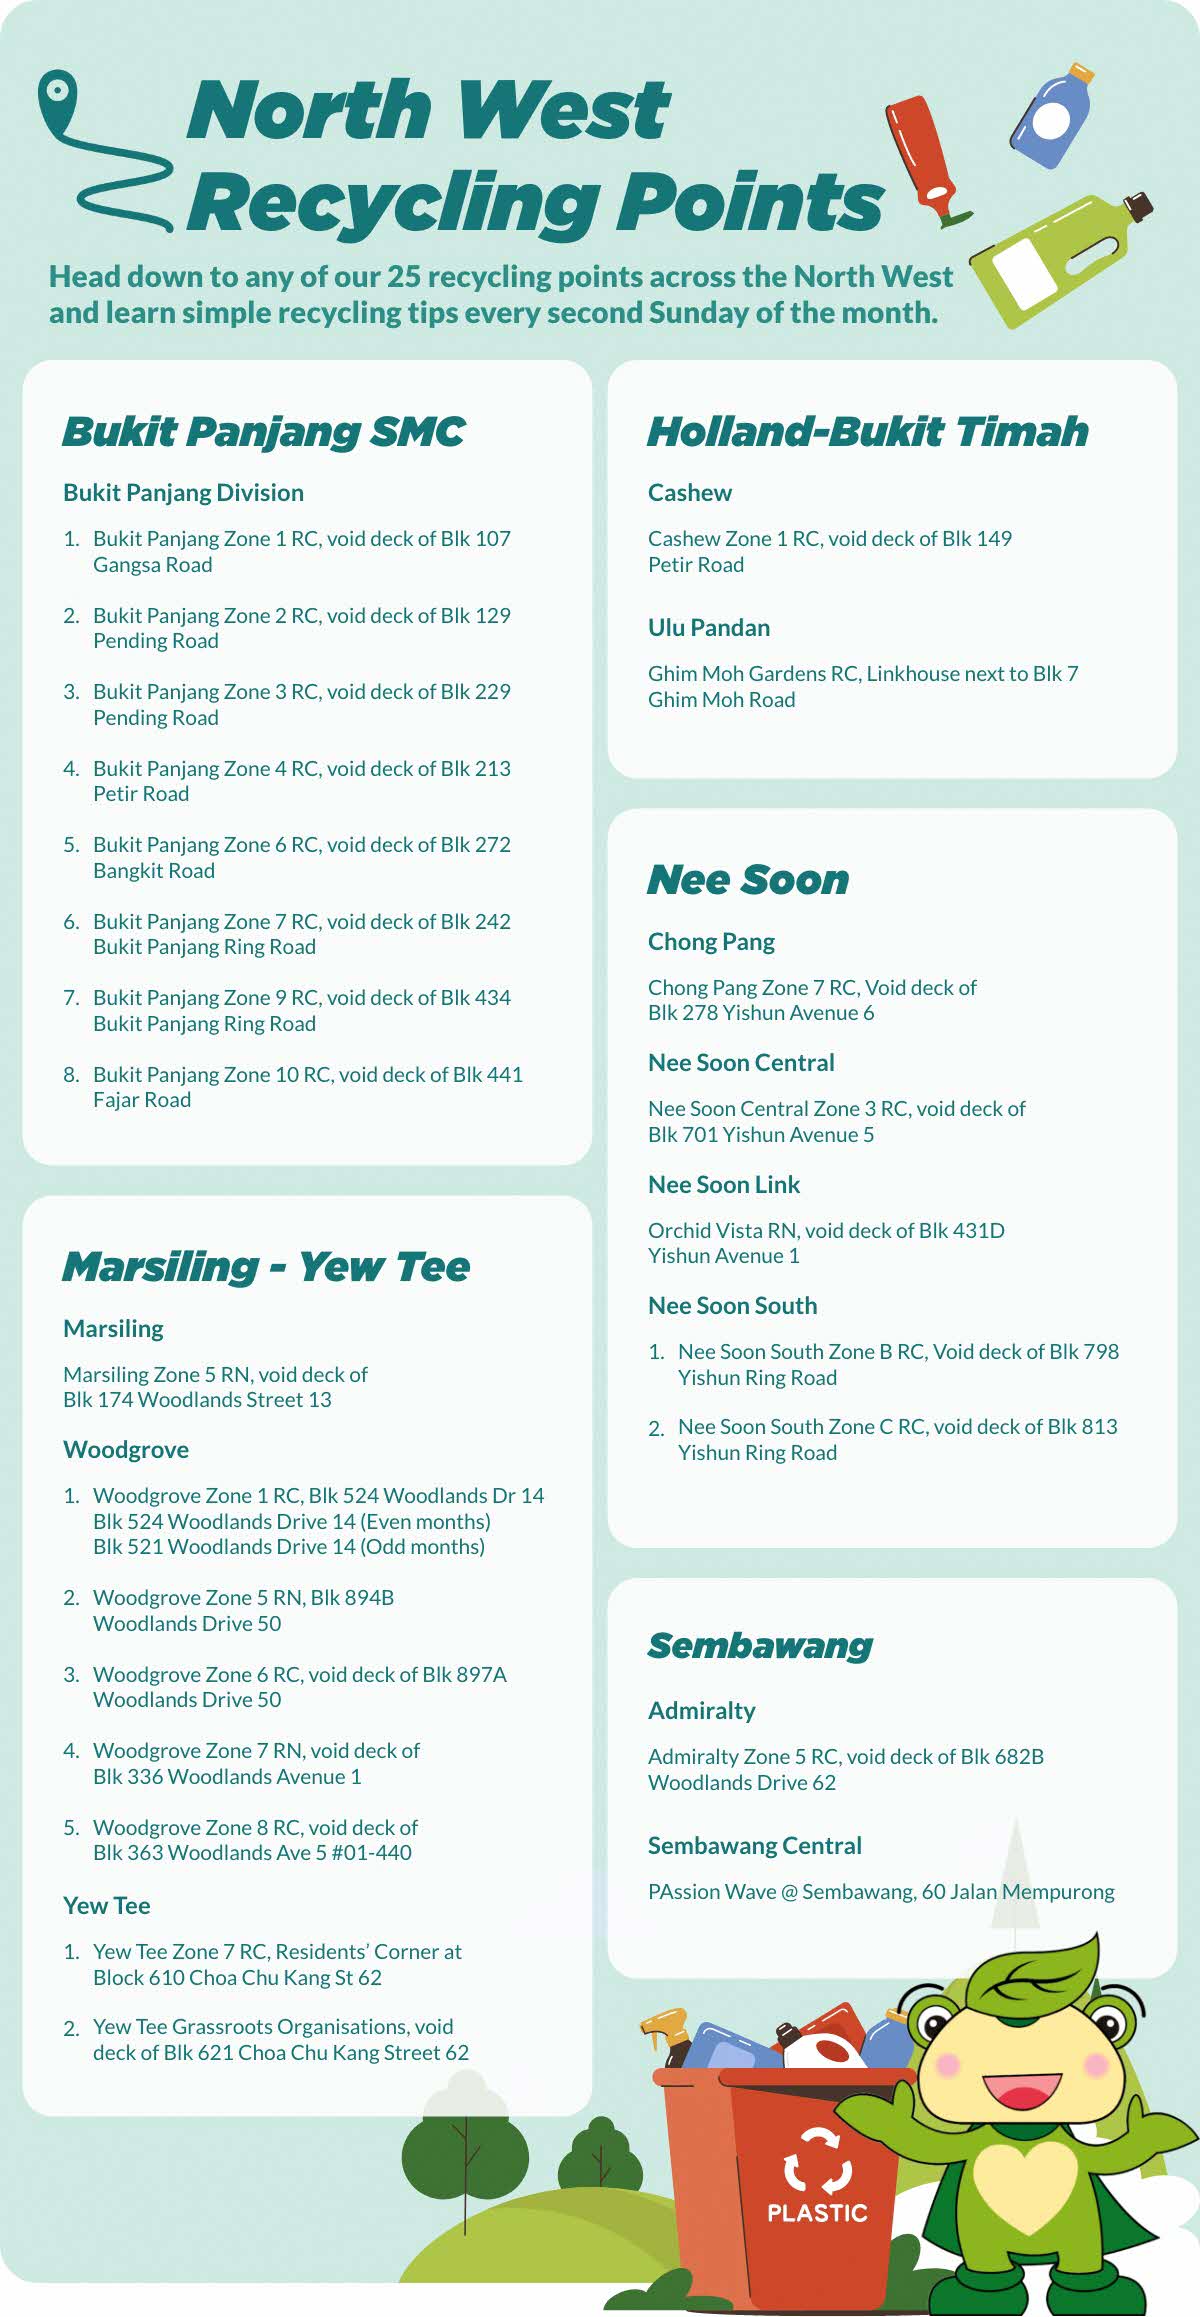 North West
Recycling Points
Head down to any of our 25 recycling points across the North West
and learn simple recycling tips every second Sunday of the month.
Bukit Panjang SMC
Bukit Panjang Division
1. Bukit Panjang Zone 1 RC, void deck of Blk 107
Gangsa Road
2. Bukit Panjang Zone 2 RC, void deck of Blk 129
Pending Road
3. Bukit Panjang Zone 3 RC, void deck of Blk 229
Pending Road
4. Bukit Panjang Zone 4 RC, void deck of Blk 213
Petir Road
5. Bukit Panjang Zone 6 RC, void deck of Blk 272
Bangkit Road
6. Bukit Panjang Zone 7 RC, void deck of Blk 242
Bukit Panjang Ring Road
7. Bukit Panjang Zone 9 RC, void deck of Blk 434
Bukit Panjang Ring Road
8. Bukit Panjang Zone 10 RC, void deck of Blk 441
Fajar Road
Marsiling - Yew Tee
Marsiling
Marsiling Zone 5 RN, void deck of
Blk 174 Woodlands Street 13
Woodgrove
1. Woodgrove Zone 1 RC, Blk 524 Woodlands Dr 14
Blk 524 Woodlands Drive 14 (Even months)
Blk 521 Woodlands Drive 14 (Odd months)
2. Woodgrove Zone 5 RN, Blk 894B
Woodlands Drive 50
3. Woodgrove Zone 6 RC, void deck of Blk 897A
Woodlands Drive 50
4. Woodgrove Zone 7 RN, void deck of
Blk 336 Woodlands Avenue 1
5. Woodgrove Zone 8 RC, void deck of
Blk 363 Woodlands Ave 5 #01-440
Yew Tee
1. Yew Tee Zone 7 RC, Residents’ Corner at
Block 610 Choa Chu Kang St 62
2. Yew Tee Grassroots Organisations, void
deck of Blk 621 Choa Chu Kang Street 62
Holland-Bukit Timah
Cashew
Cashew Zone 1 RC, void deck of Blk 149
Petir Road
Ulu Pandan
Ghim Moh Gardens RC, Linkhouse next to Blk 7
Ghim Moh Road
Nee Soon
Chong Pang
Chong Pang Zone 7 RC, Void deck of
Blk 278 Yishun Avenue 6
Nee Soon Central
Nee Soon Central Zone 3 RC, void deck of
Blk 701 Yishun Avenue 5
Nee Soon Link
Orchid Vista RN, void deck of Blk 431D
Yishun Avenue 1
Nee Soon South
1. Nee Soon South Zone B RC, Void deck of Blk 798
Yishun Ring Road
2. Nee Soon South Zone C RC, void deck of Blk 813
Yishun Ring Road
Sembawang
Admiralty
Admiralty Zone 5 RC, void deck of Blk 682B
Woodlands Drive 62
Sembawang Central
PAssion Wave @ Sembawang, 60 Jalan Mempurong
PLASTIC